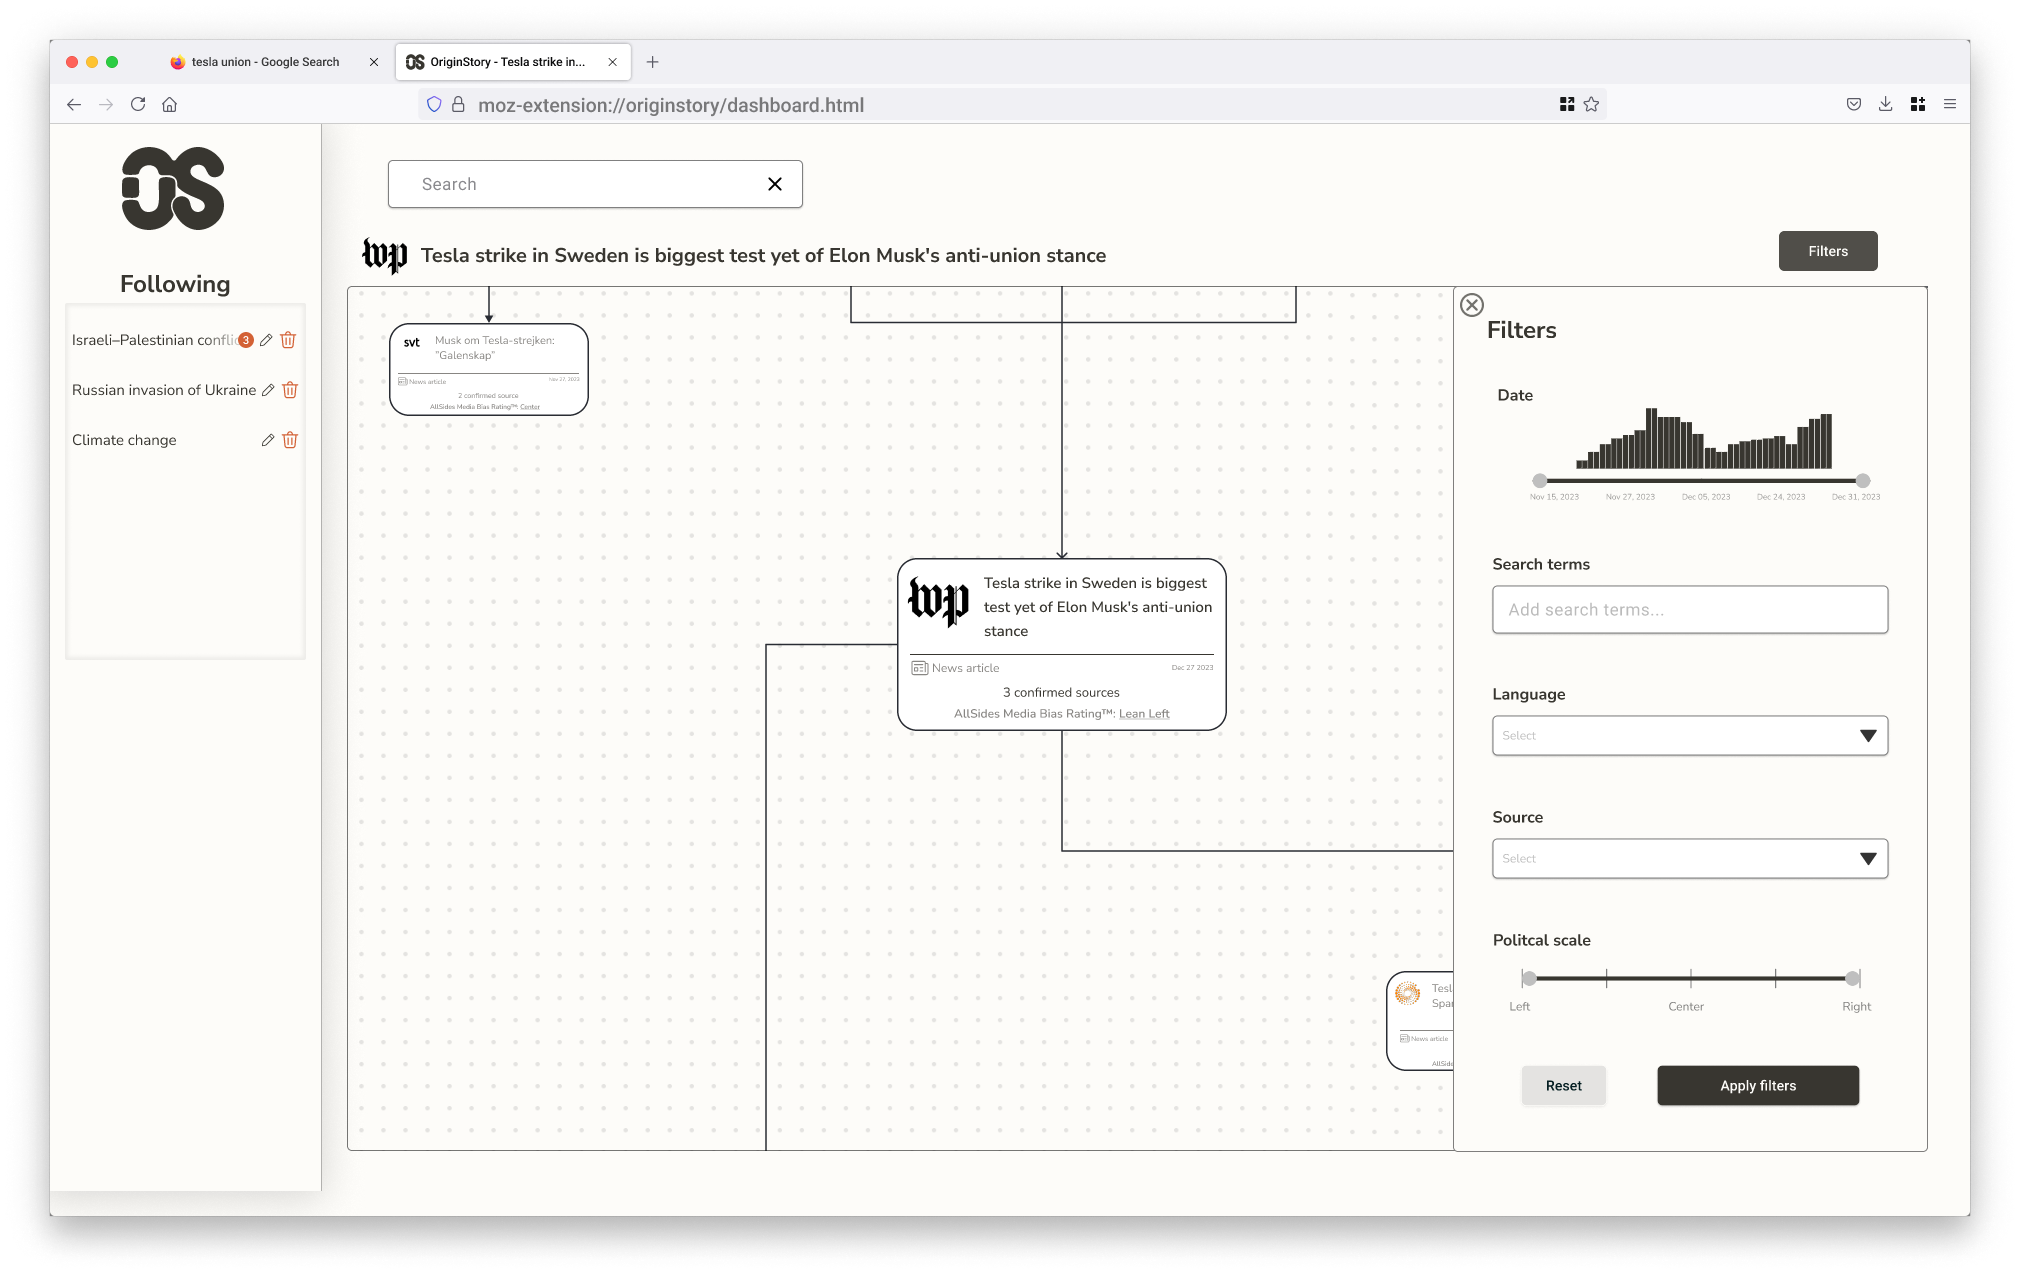 tesla union - Google Search
OriginStory - Tesla strike in...
moz-extension://originstory/dashboard.html
OS
Following
Israeli–Palestinian conflic
3
Russian invasion of Ukraine
Climate change
Search
wp
Tesla strike in Sweden is biggest test yet of Elon Musk's anti-union stance
Filters
svt
Musk om Tesla-strejken:
"Galenskap"
News article
Nov 27, 2023
2 confirmed source
AllSides Media Bias Rating™: Center
wp
Tesla strike in Sweden is biggest
test yet of Elon Musk's anti-union
stance
News article
Dec 27 2023
3 confirmed sources
AllSides Media Bias Rating™: Lean Left
Tesl
Spar
News article
AllSide
Filters
Date
Nov 15, 2023
Nov 27, 2023
Dec 05, 2023
Dec 24, 2023
Dec 31, 2023
Search terms
Add search terms...
Language
Select
Source
Select
Politcal scale
Left
Center
Right
Reset
Apply filters